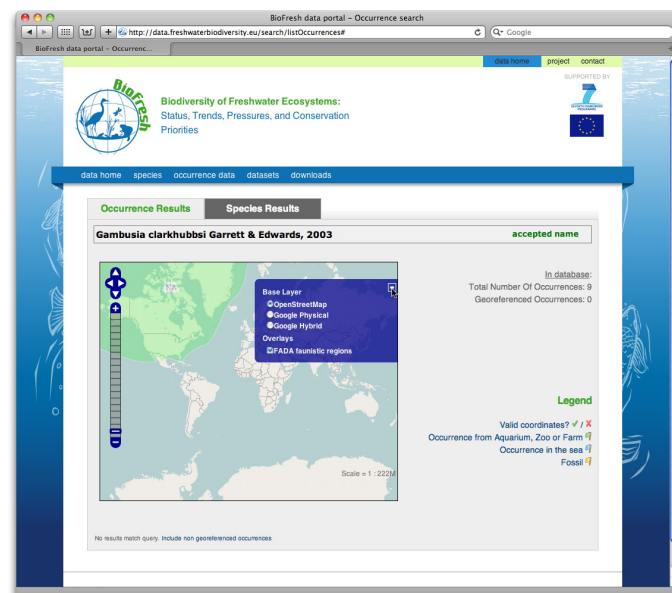 BioFresh data portal – Occurrence search
http://data.freshwaterbiodiversity.eu/search/listOccurrences#
Google
BioFresh data portal – Occurrenc...
data home project contact
SUPPORTED BY
BioFresh
Biodiversity of Freshwater Ecosystems:
Status, Trends, Pressures, and Conservation
Priorities
SEVENTH FRAMEWORK
PROGRAMME
data home species occurrence data datasets downloads
Occurrence Results Species Results
Gambusia clarkhubbsi Garrett & Edwards, 2003 accepted name
NA
Base Layer
OpenStreetMap
Google Physical
Google Hybrid
Overlays
FADA faunistic regions
Scale = 1 : 222M
In database:
Total Number Of Occurrences: 9
Georeferenced Occurrences: 0
Legend
Valid coordinates? ✓ / X
Occurrence from Aquarium, Zoo or Farm
Occurrence in the sea
Fossil
No results match query. Include non georeferenced occurrences